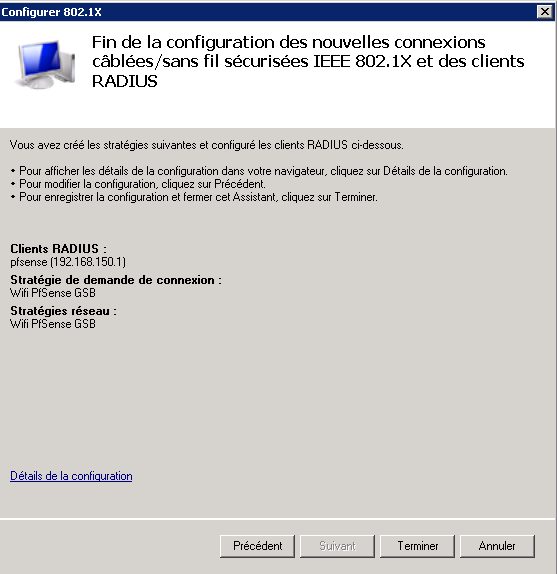 Configurer 802.1X
Fin de la configuration des nouvelles connexions
câblées/sans fil sécurisées IEEE 802.1X et des clients
RADIUS
Vous avez créé les stratégies suivantes et configuré les clients RADIUS ci-dessous.
• Pour afficher les détails de la configuration dans votre navigateur, cliquez sur Détails de la configuration.
• Pour modifier la configuration, cliquez sur Précédent.
• Pour enregistrer la configuration et fermer cet Assistant, cliquez sur Terminer.
Clients RADIUS :
pfsense (192.168.150.1)
Stratégie de demande de connexion :
Wifi PfSense GSB
Stratégies réseau :
Wifi PfSense GSB
Détails de la configuration
Précédent Suivant Terminer Annuler